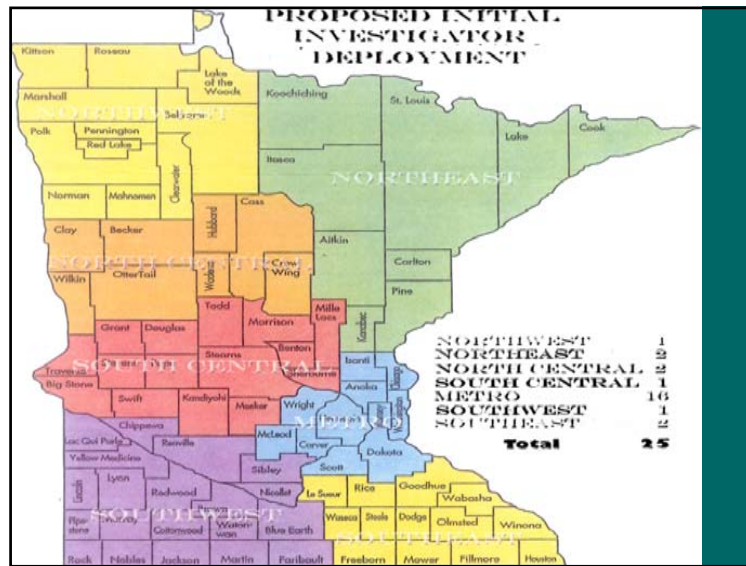 PROPOSED INITIAL
INVESTIGATOR
DEPLOYMENT
Kittson
Roseau
Lake
of the
Woods
Marshall
NORTHWEST
Polk
Pennington
Red Lake
Clearwater
Norman
Mahnomen
Koochiching
St. Louis
Lake
Cook
Itasca
NORTHEAST
Aitkin
Carlton
Pine
Kanabec
Clay
Becker
Hubbard
Cass
NORTH CENTRAL
Wilkin
OtterTail
Wadena
Crow
Wing
Todd
Morrison
Mille
Lacs
Grant
Douglas
Benton
Stearns
Sherburne
SOUTH CENTRAL
Big Stone
Swift
Kandiyohi
Meeker
Isanti
Anoka
Chisago
Wright
Washington
METRO
McLeod
Carver
Dakota
Scott
NORTHWEST 1
NORTHEAST 2
NORTH CENTRAL 2
SOUTH CENTRAL 1
METRO 16
SOUTHWEST 1
SOUTHEAST 2
Total 25
Chippewa
Lac Qui Parle
Renville
Yellow Medicine
Sibley
Lincoln
Lyon
Redwood
Nicollet
Brown
SOUTHWEST
Pipe-
stone
Murray
Cottonwood
Waton-
wan
Blue Earth
Rock
Nobles
Jackson
Martin
Faribault
Le Sueur
Rice
Goodhue
Wabasha
Waseca
Steele
Dodge
Olmsted
Winona
SOUTHEAST
Freeborn
Mower
Fillmore
Houston